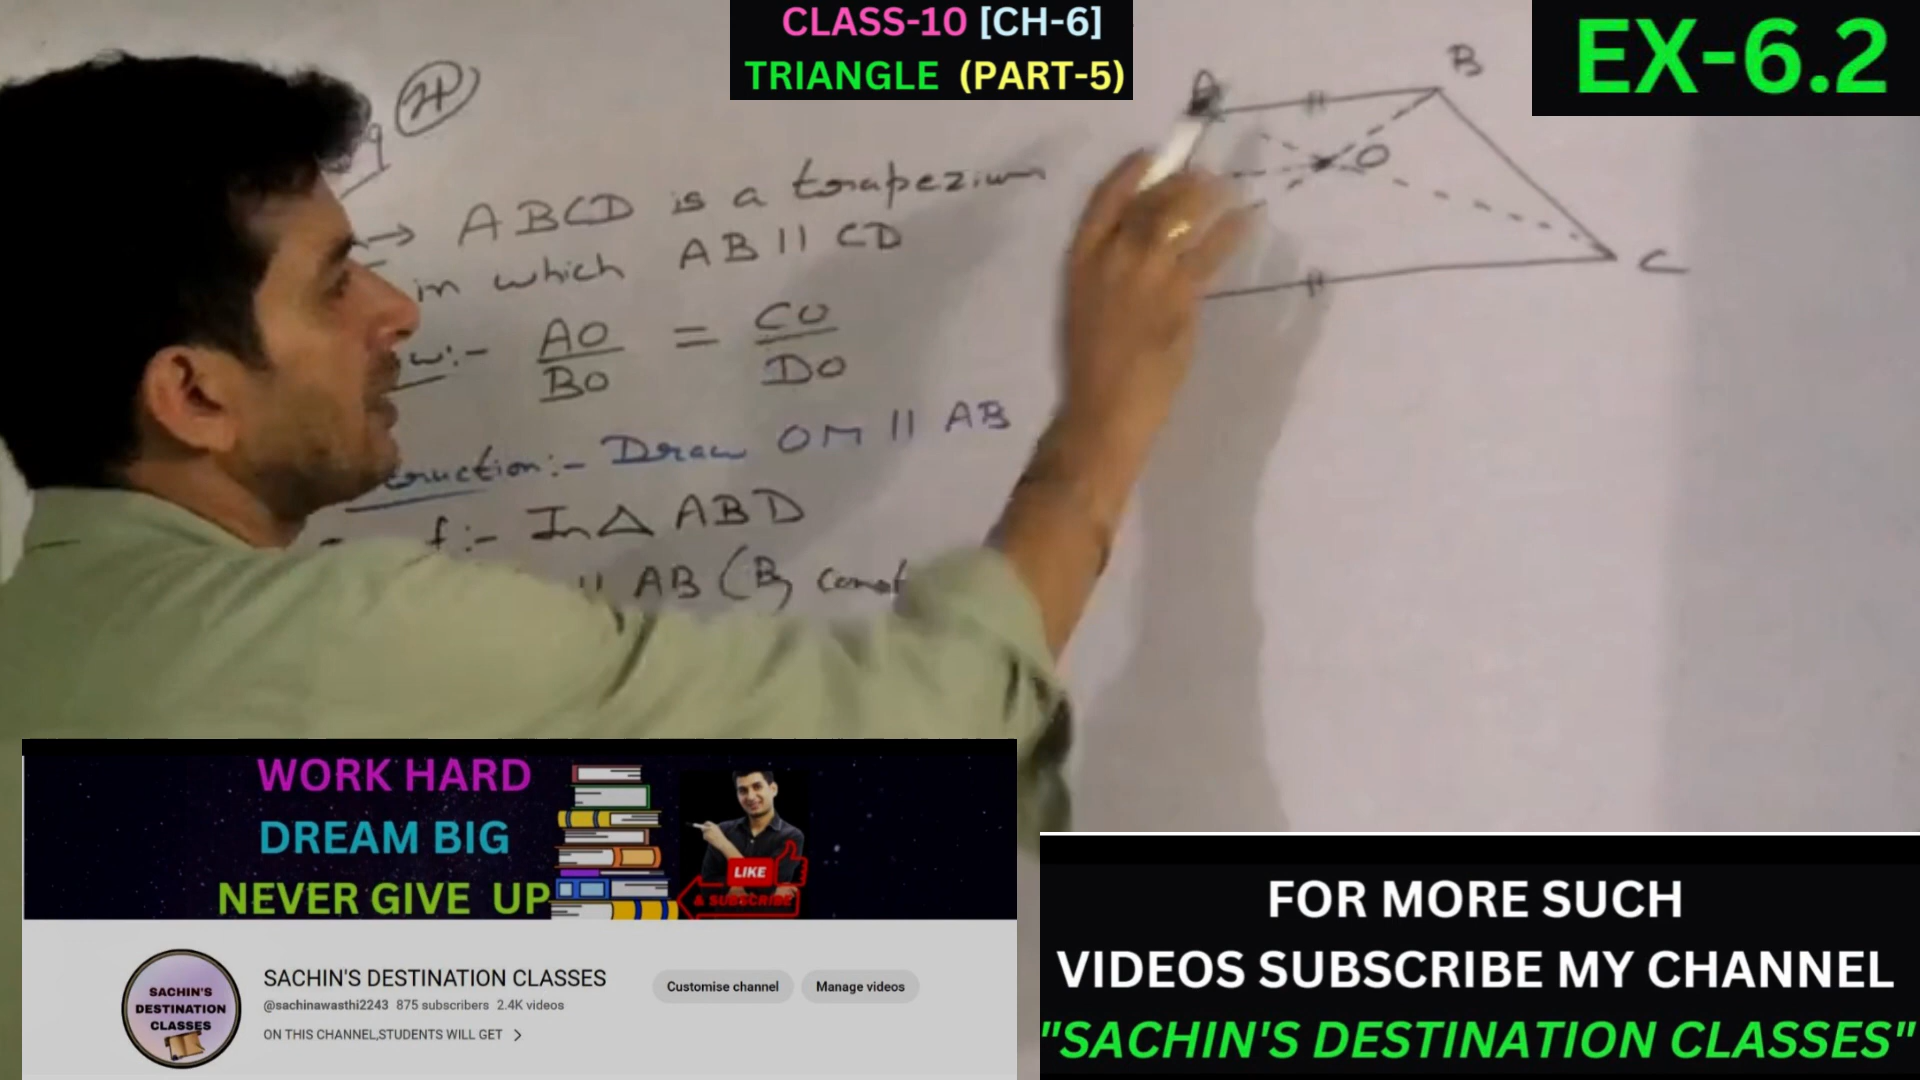 CLASS-10 [CH-6]
TRIANGLE (PART-5)
EX-6.2
→ ABCD is a trapezium
in which AB || CD
AO/BO = CO/DO
truction:- Draw OM || AB
f:- In △ ABD
|| AB (By const
A
B
O
C
WORK HARD
DREAM BIG
NEVER GIVE UP
LIKE
& SUBSCRIBE
SACHIN'S
DESTINATION
CLASSES
SACHIN'S DESTINATION CLASSES
@sachinawasthi2243 875 subscribers 2.4K videos
ON THIS CHANNEL,STUDENTS WILL GET >
Customise channel
Manage videos
FOR MORE SUCH
VIDEOS SUBSCRIBE MY CHANNEL
"SACHIN'S DESTINATION CLASSES"